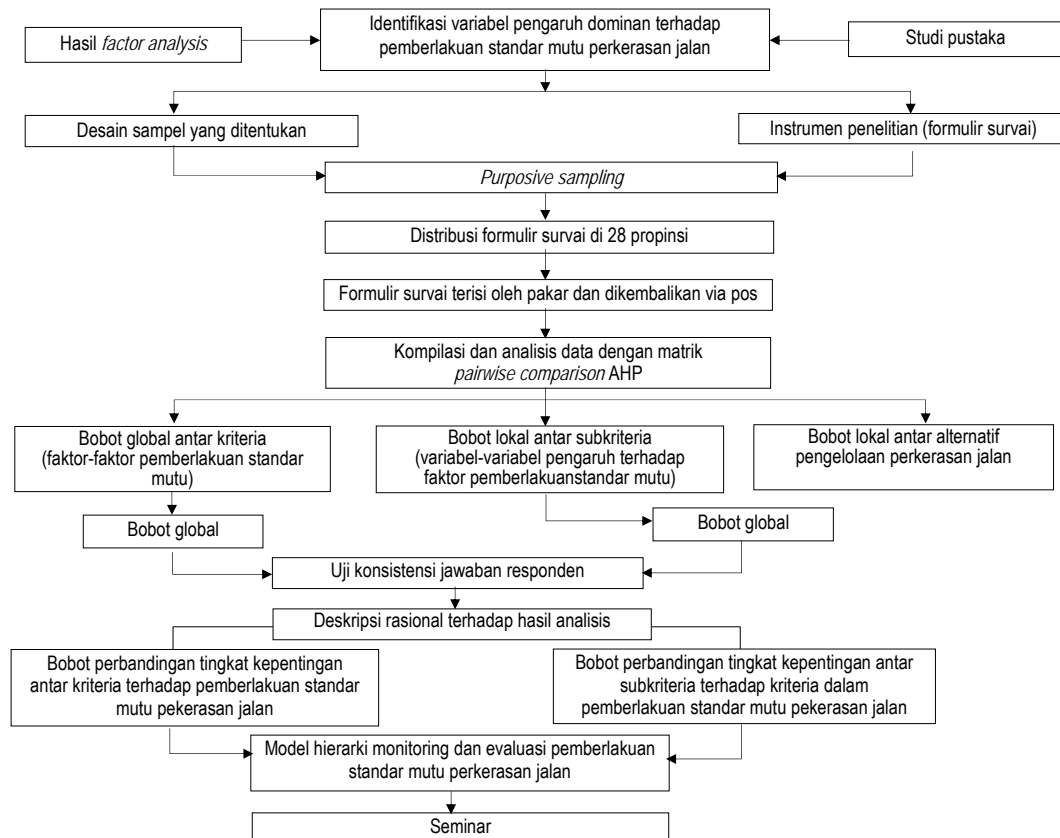 Identifikasi variabel pengaruh dominan terhadap
pemberlakuan standar mutu perkerasan jalan
Hasil factor analysis
Studi pustaka
Desain sampel yang ditentukan
Instrumen penelitian (formulir survai)
Purposive sampling
Distribusi formulir survai di 28 propinsi
Formulir survai terisi oleh pakar dan dikembalikan via pos
Kompilasi dan analisis data dengan matrik
pairwise comparison AHP
Bobot global antar kriteria
(faktor-faktor pemberlakuan standar
mutu)
Bobot lokal antar subkriteria
(variabel-variabel pengaruh terhadap
faktor pemberlakuanstandar mutu)
Bobot lokal antar alternatif
pengelolaan perkerasan jalan
Bobot global
Bobot global
Uji konsistensi jawaban responden
Deskripsi rasional terhadap hasil analisis
Bobot perbandingan tingkat kepentingan
antar kriteria terhadap pemberlakuan standar
mutu pekerasan jalan
Bobot perbandingan tingkat kepentingan antar
subkriteria terhadap kriteria dalam
pemberlakuan standar mutu pekerasan jalan
Model hierarki monitoring dan evaluasi pemberlakuan
standar mutu perkerasan jalan
Seminar